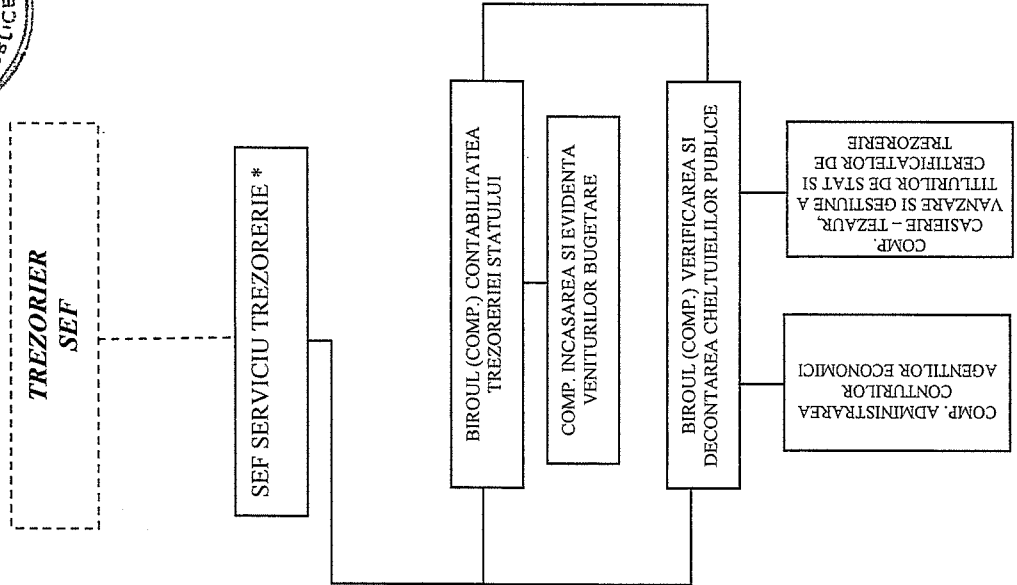 TREZORIER
SEF
SEF SERVICIU TREZORERIE *
BIROUL (COMP.) CONTABILITATEA
TREZORERIEI STATULUI
COMP. INCASAREA SI EVIDENTA
VENITURILOR BUGETARE
BIROUL (COMP.) VERIFICAREA SI
DECONTAREA CHELTUIELILOR PUBLICE
COMP. ADMINISTRAREA
CONTURILOR
AGENTILOR ECONOMICI
COMP.
CASIERIE – TEZAUR,
VANZARE SI GESTIUNE A
TITLURILOR DE STAT SI
CERTIFICATELOR DE
TREZORERIE